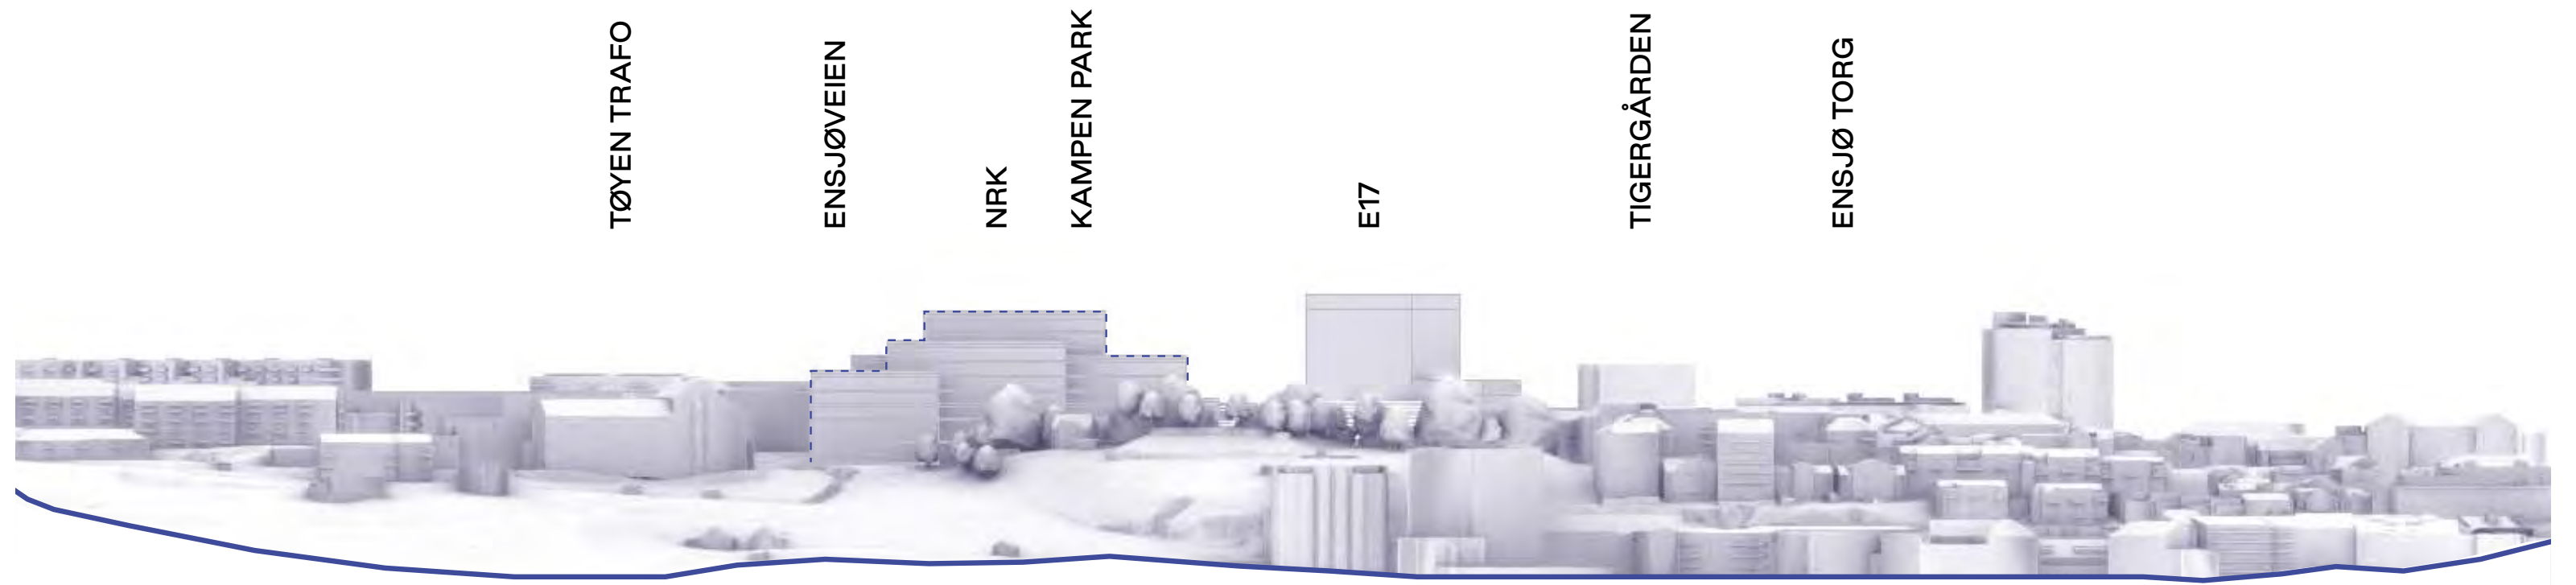 TØYEN TRAFO
ENSJØVEIEN
NRK
KAMPEN PARK
E17
TIGERGÅRDEN
ENSJØ TORG